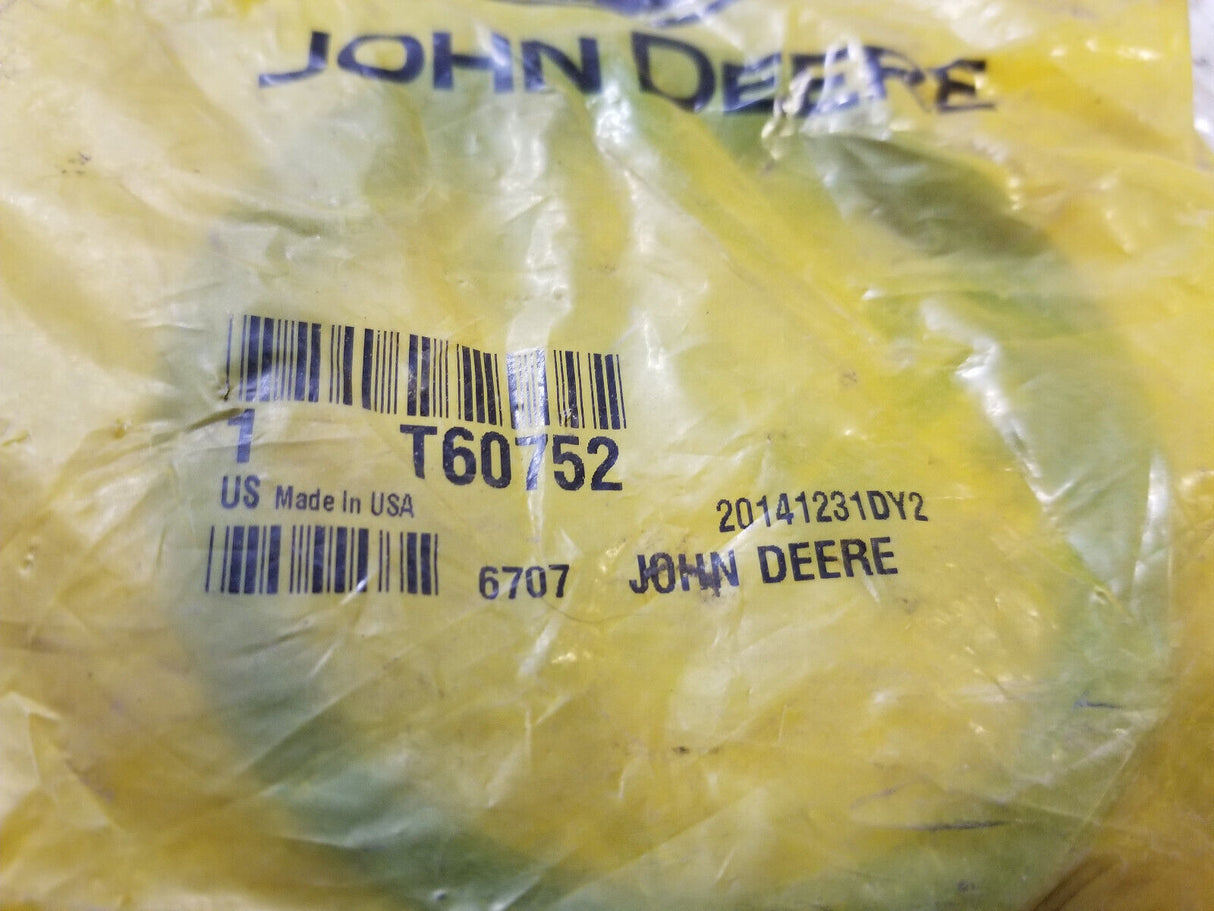 JOHN DEERE
1 T60752
US Made In USA
20141231DY2
6707 JOHN DEERE